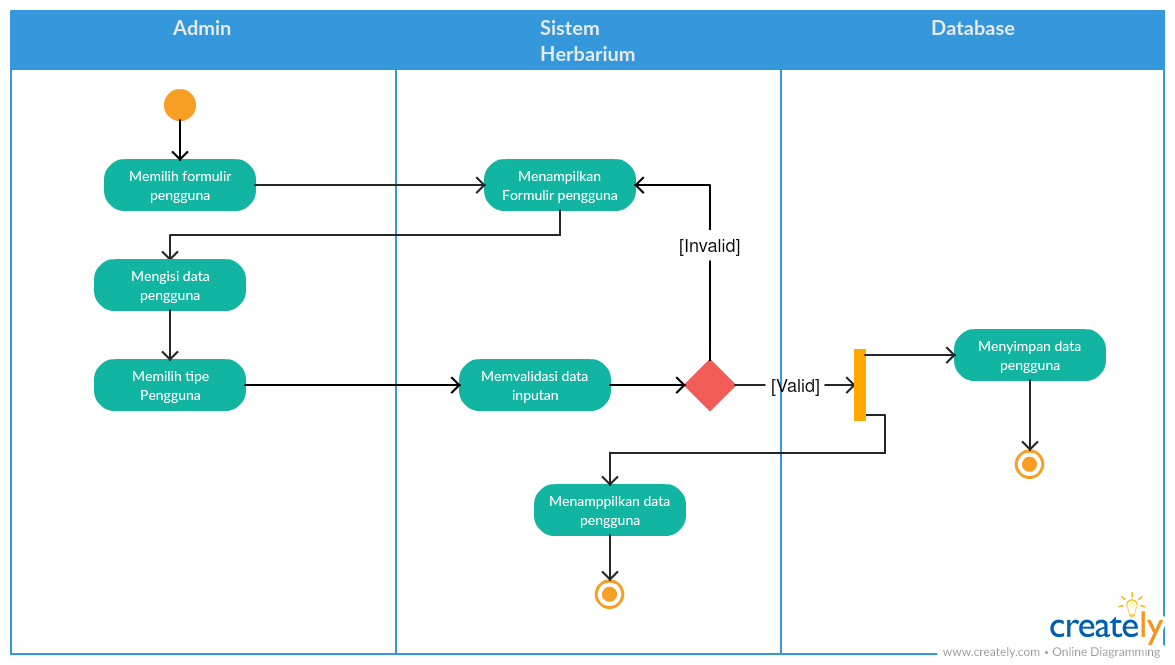 Admin
Sistem
Herbarium
Database
Memilih formulir
pengguna
Menampilkan
Formulir pengguna
[Invalid]
Mengisi data
pengguna
Memilih tipe
Pengguna
Memvalidasi data
inputan
[Valid]
Menyimpan data
pengguna
Menamppilkan data
pengguna
creately
www.creately.com • Online Diagramming